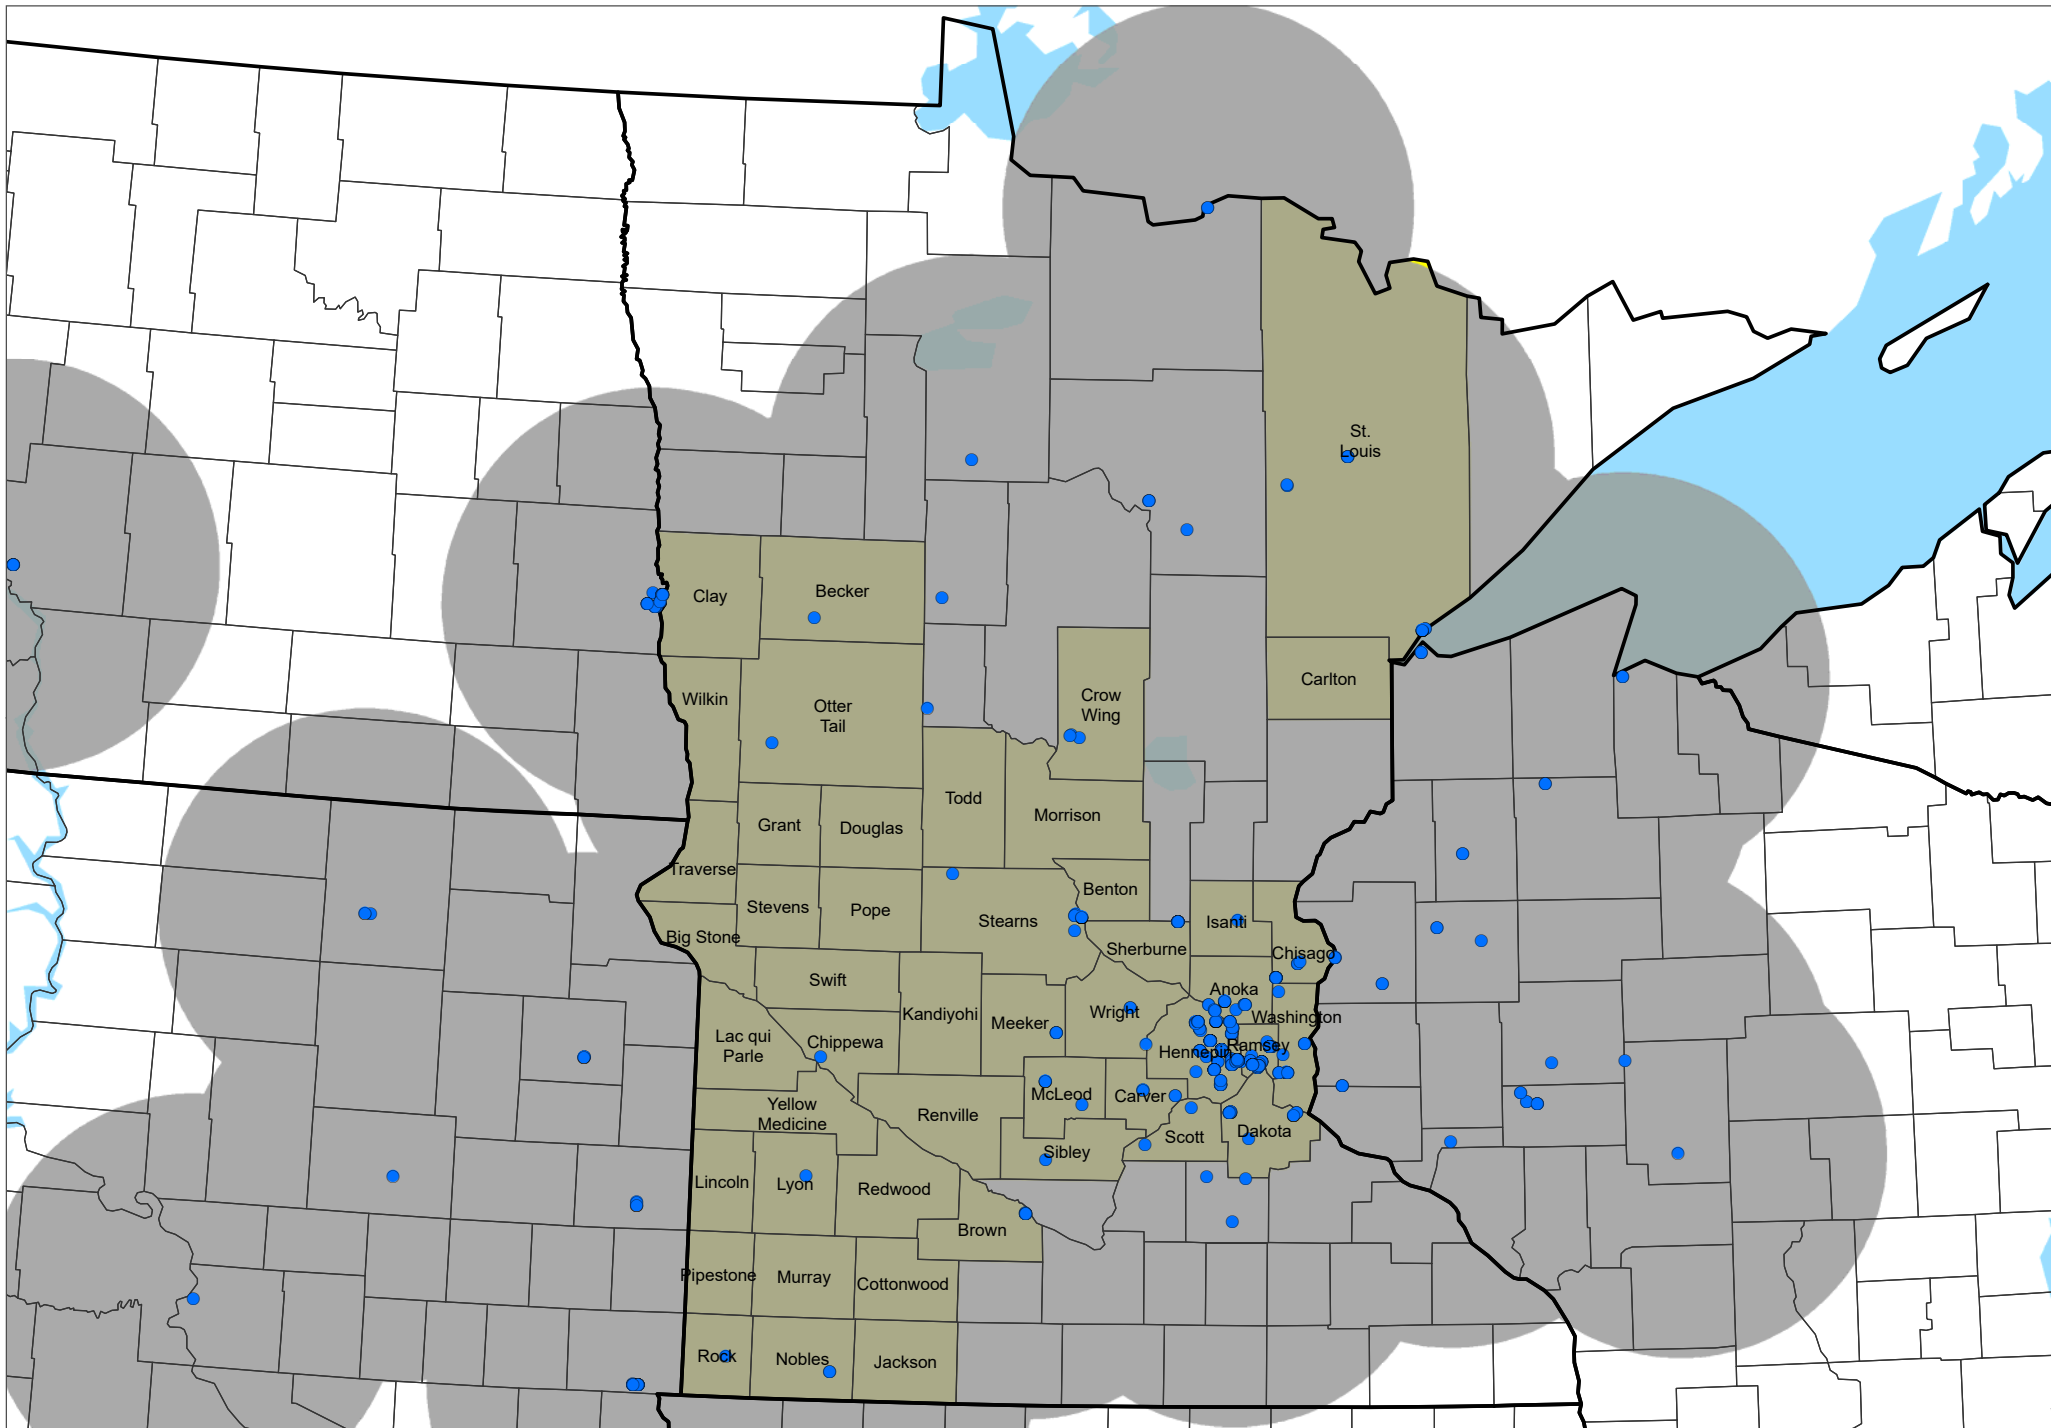 St.
Louis
Clay
Becker
Carlton
Wilkin
Otter
Tail
Crow
Wing
Todd
Morrison
Grant
Douglas
Traverse
Stevens
Pope
Stearns
Benton
Isanti
Big Stone
Sherburne
Chisago
Swift
Kandiyohi
Anoka
Meeker
Wright
Washington
Lac qui
Parle
Chippewa
Hennepin
Ramsey
McLeod
Carver
Yellow
Medicine
Renville
Scott
Dakota
Sibley
Lincoln
Lyon
Redwood
Brown
Pipestone
Murray
Cottonwood
Rock
Nobles
Jackson